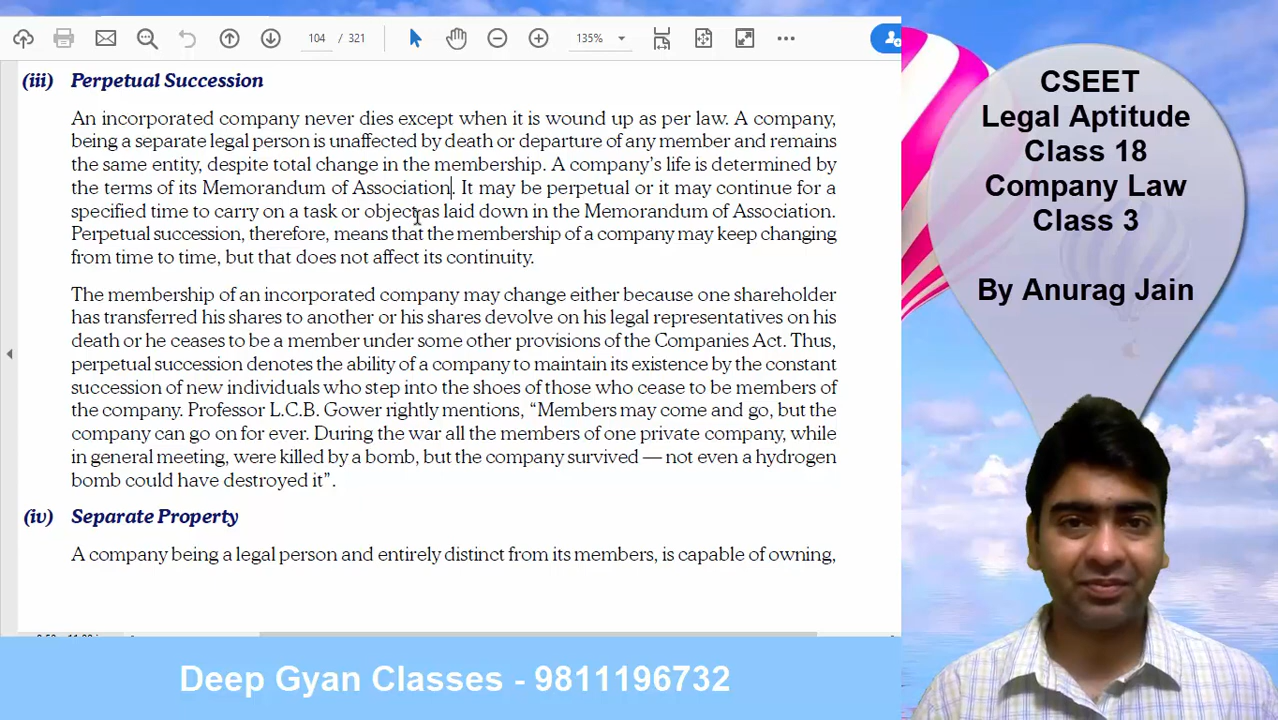 104 / 321
135%
(iii) Perpetual Succession
An incorporated company never dies except when it is wound up as per law. A company,
being a separate legal person is unaffected by death or departure of any member and remains
the same entity, despite total change in the membership. A company's life is determined by
the terms of its Memorandum of Association. It may be perpetual or it may continue for a
specified time to carry on a task or object as laid down in the Memorandum of Association.
Perpetual succession, therefore, means that the membership of a company may keep changing
from time to time, but that does not affect its continuity.
The membership of an incorporated company may change either because one shareholder
has transferred his shares to another or his shares devolve on his legal representatives on his
death or he ceases to be a member under some other provisions of the Companies Act. Thus,
perpetual succession denotes the ability of a company to maintain its existence by the constant
succession of new individuals who step into the shoes of those who cease to be members of
the company. Professor L.C.B. Gower rightly mentions, “Members may come and go, but the
company can go on for ever. During the war all the members of one private company, while
in general meeting, were killed by a bomb, but the company survived — not even a hydrogen
bomb could have destroyed it”.
(iv) Separate Property
A company being a legal person and entirely distinct from its members, is capable of owning,
CSEET
Legal Aptitude
Class 18
Company Law
Class 3
By Anurag Jain
Deep Gyan Classes - 9811196732